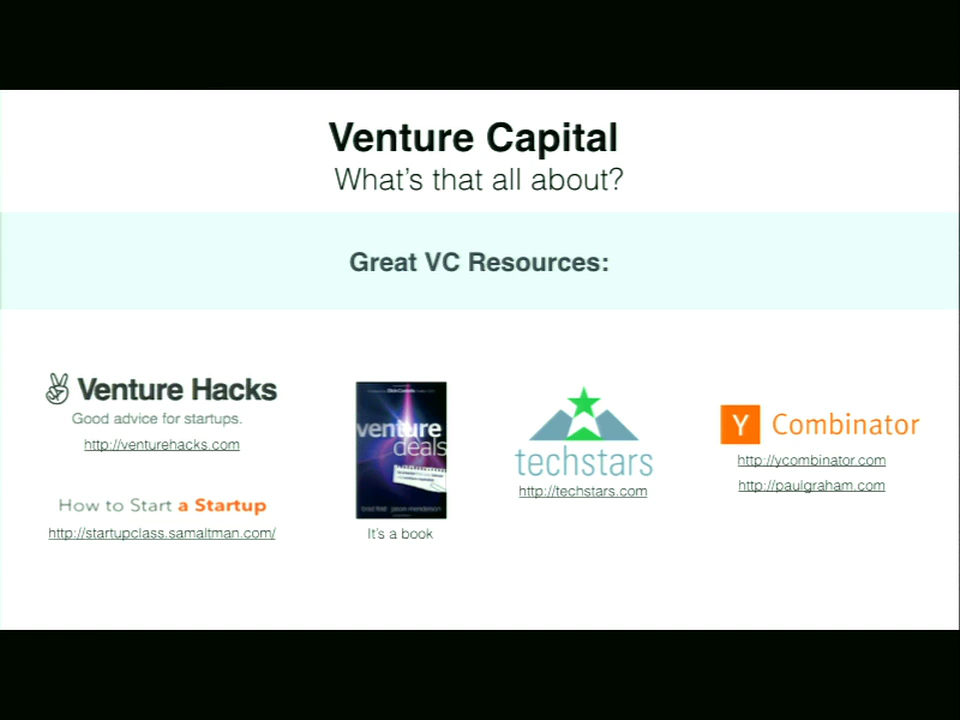 Venture Capital
What's that all about?
Great VC Resources:
Venture Hacks
Good advice for startups.
http://venturehacks.com
How to Start a Startup
http://startupclass.samaltman.com/
venture
deals
brad feld jason mendelson
It's a book
techstars
http://techstars.com
Y Combinator
http://ycombinator.com
http://paulgraham.com